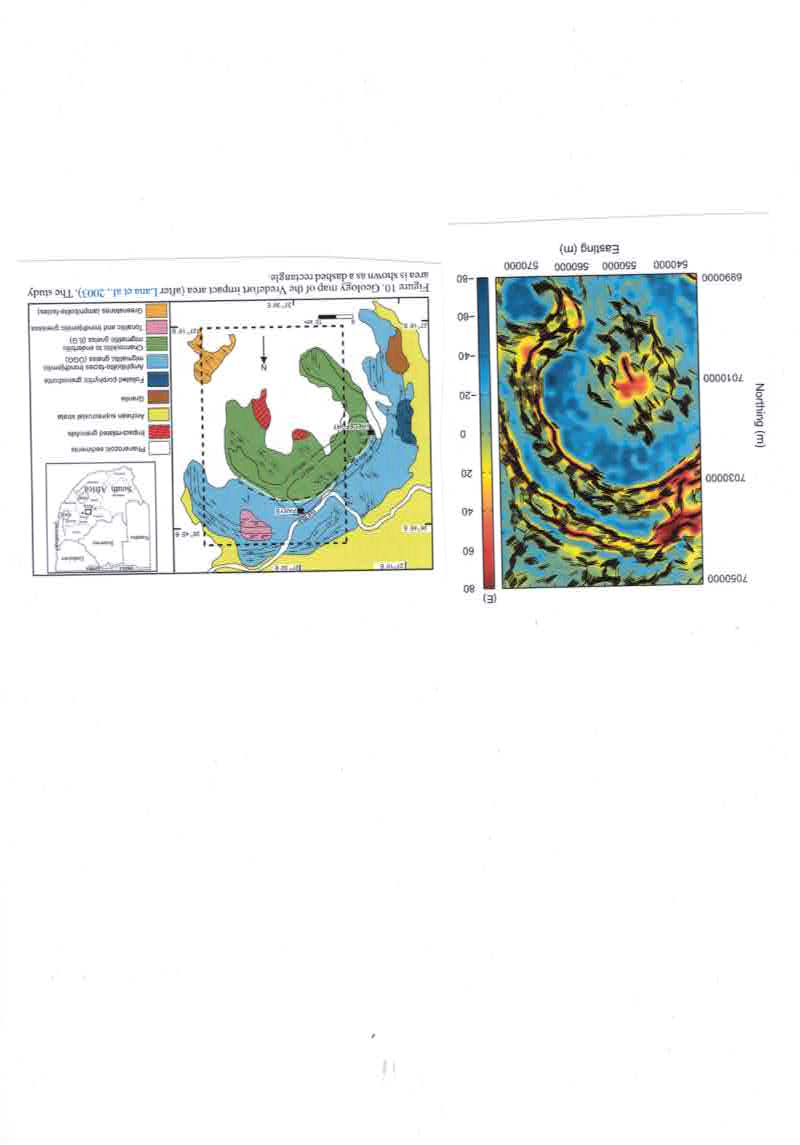 (E)
7050000
7030000
7010000
6990000
Northing (m)
540000 550000 560000 570000
Easting (m)
80
60
40
20
0
−20
−40
−60
−80
N
Phanerozoic sediments
Impact-related granofels
Archean supracrustal strata
Granite
Foliated porphyritic granodiorite
Amphibolite-facies trondhjemitic
migmatitic gneiss (OGG)
Charnockitic to enderbitic
migmatitic gneiss (ILG)
Tonalitic and trondhjemitic gneisses
Greenstones (amphibolite-facies)
South Africa
Figure 10. Geology map of the Vredefort impact area (after Lana et al., 2003). The study
area is shown as a dashed rectangle.